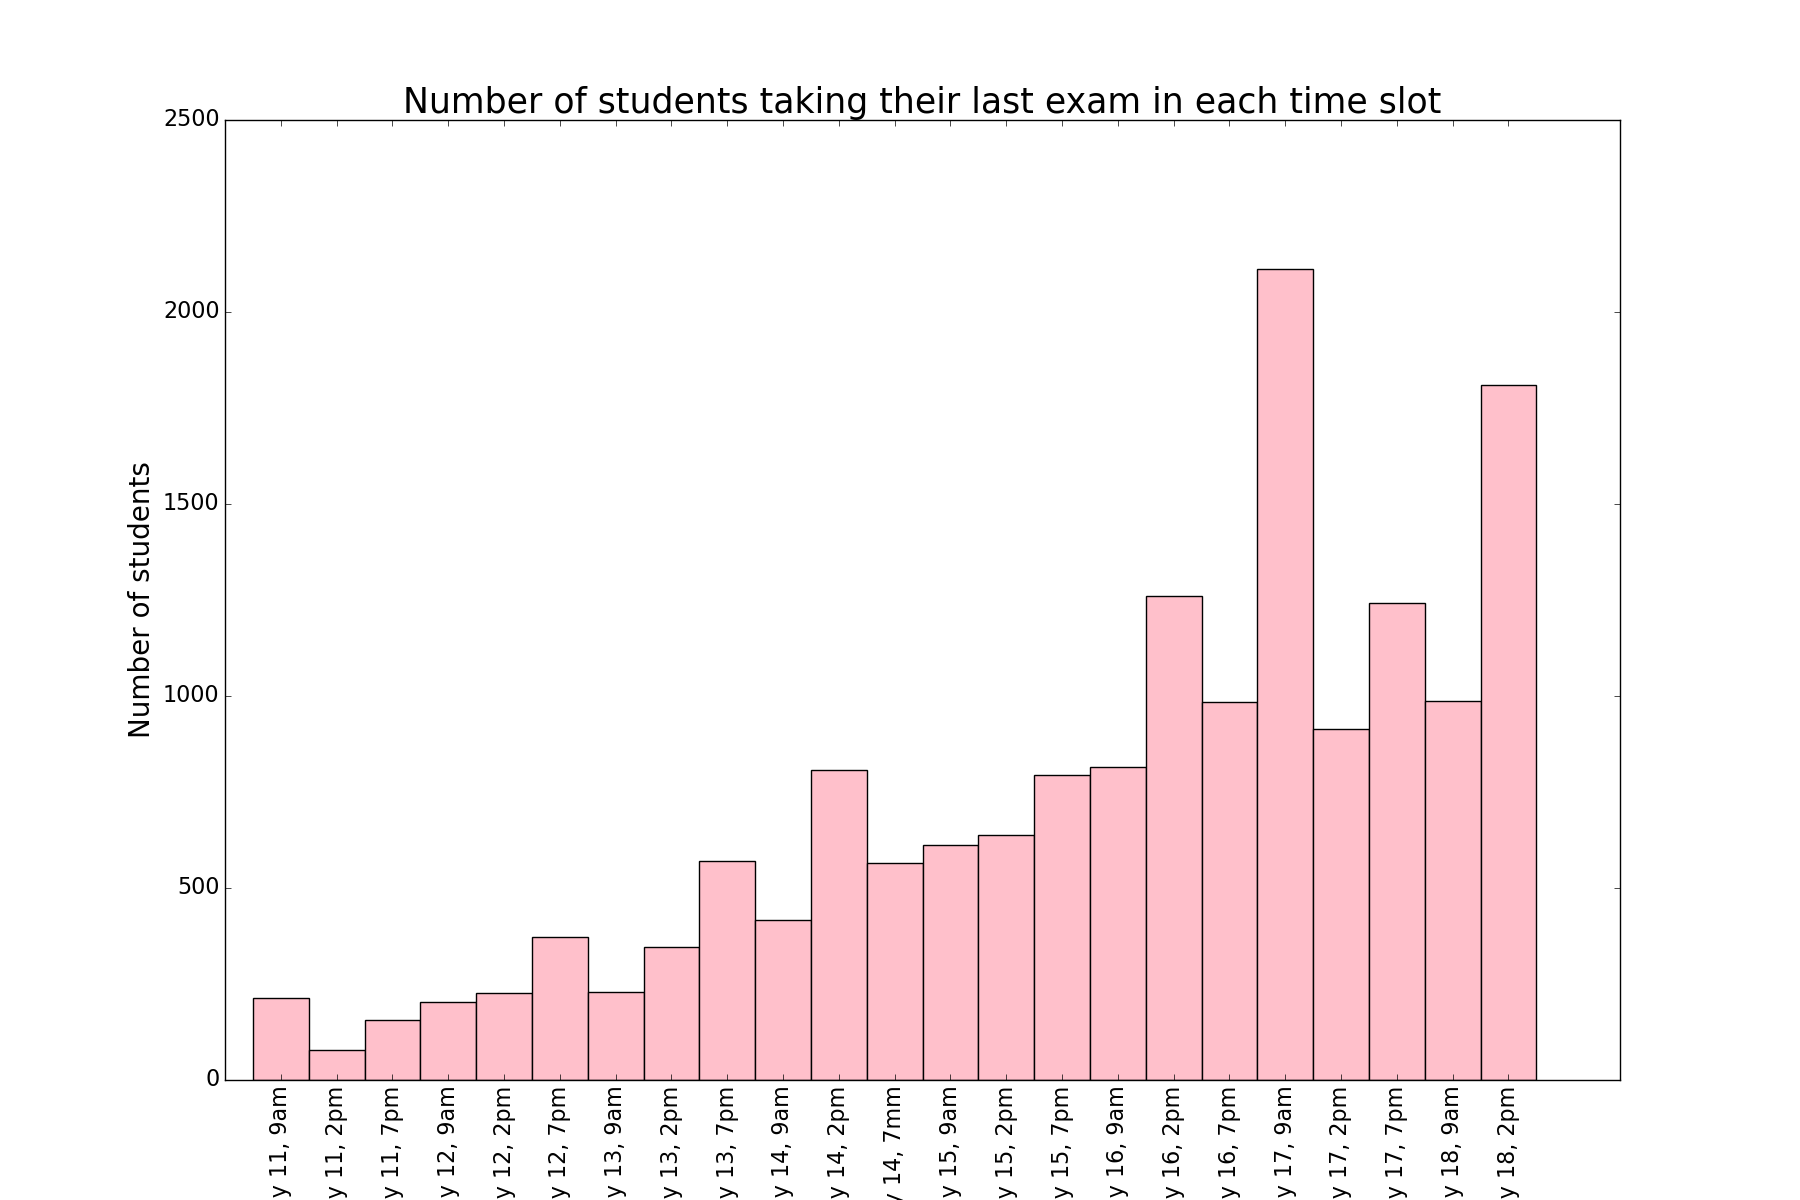 Number of students taking their last exam in each time slot
Number of students
2500
2000
1500
1000
500
0
y 11, 9am
y 11, 2pm
y 11, 7pm
y 12, 9am
y 12, 2pm
y 12, 7pm
y 13, 9am
y 13, 2pm
y 13, 7pm
y 14, 9am
y 14, 2pm
y 14, 7mm
y 15, 9am
y 15, 2pm
y 15, 7pm
y 16, 9am
y 16, 2pm
y 16, 7pm
y 17, 9am
y 17, 2pm
y 17, 7pm
y 18, 9am
y 18, 2pm